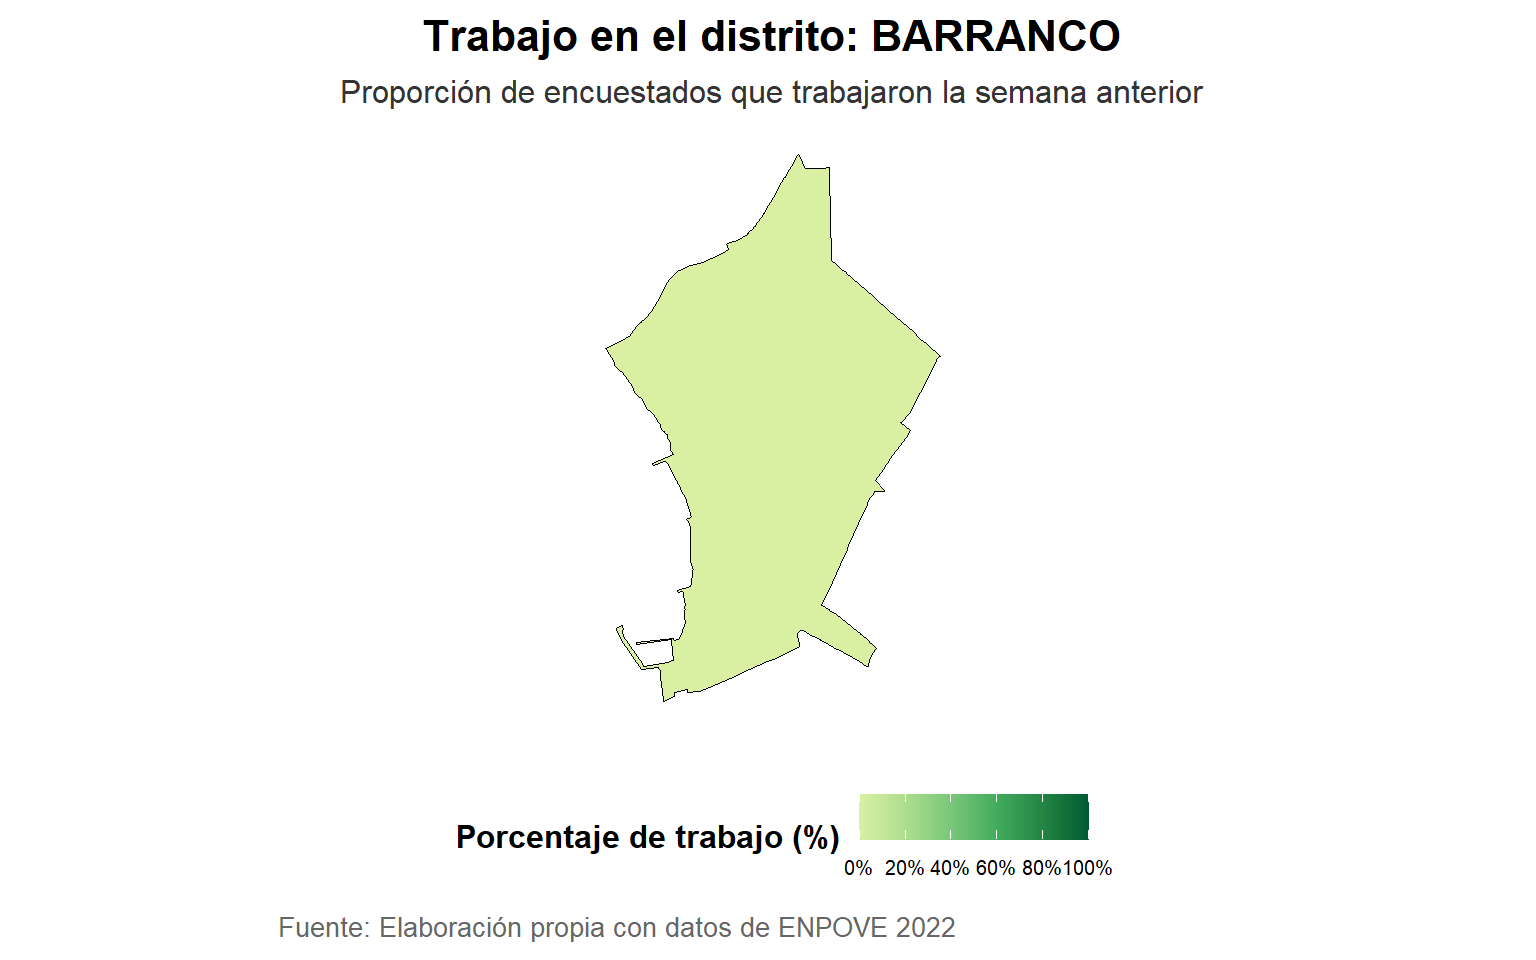 Trabajo en el distrito: BARRANCO
Proporción de encuestados que trabajaron la semana anterior
Porcentaje de trabajo (%)
0% 20% 40% 60% 80% 100%
Fuente: Elaboración propia con datos de ENPOVE 2022